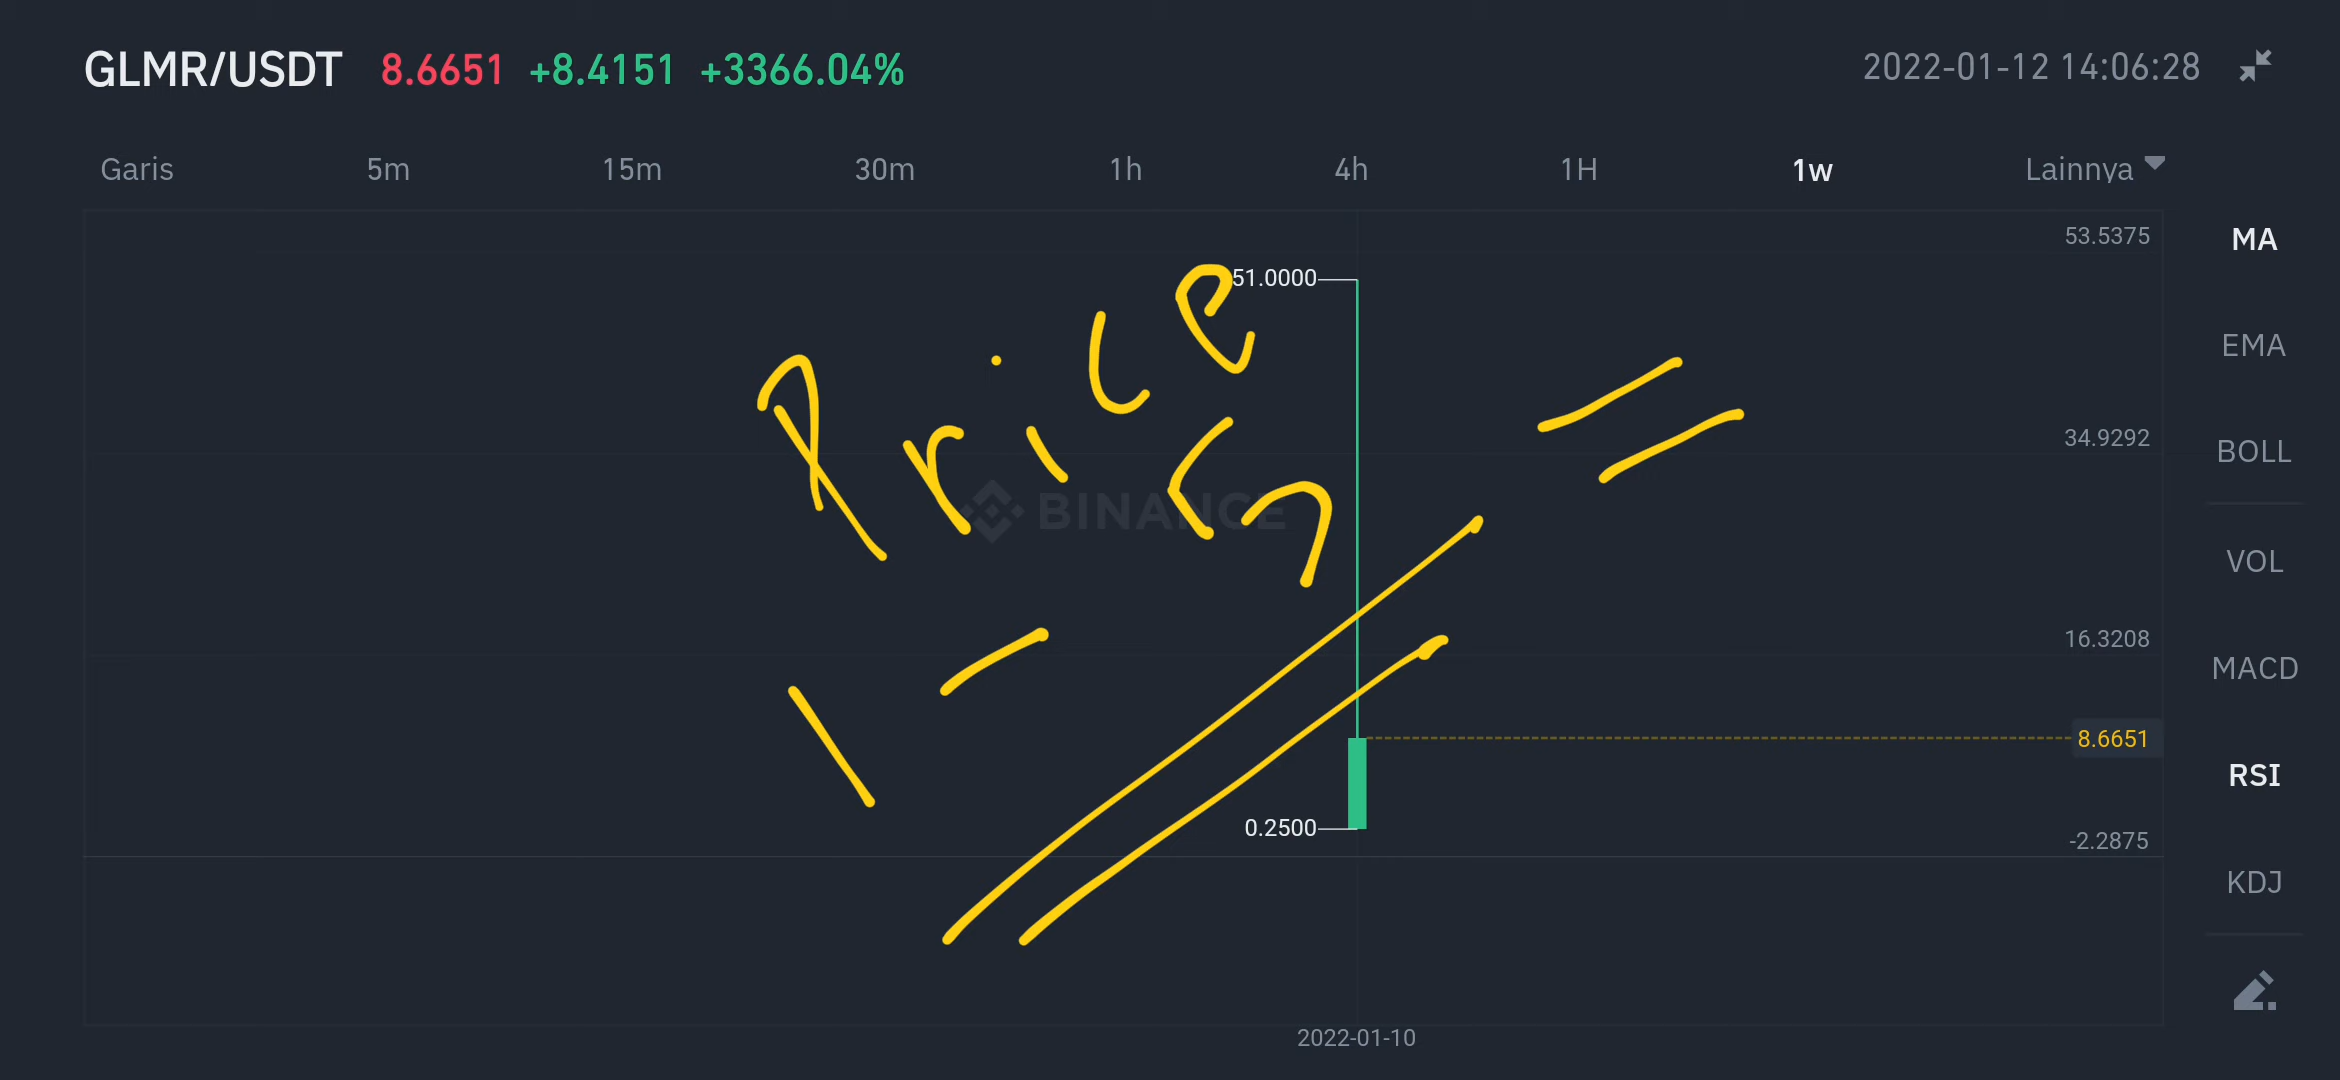 GLMR/USDT 8.6651 +8.4151 +3366.04% 2022-01-12 14:06:28
Garis 5m 15m 30m 1h 4h 1H 1w Lainnya
53.5375
MA
51.0000
Price
EMA
34.9292
BOLL
BINANCE
VOL
16.3208
MACD
8.6651
RSI
0.2500
-2.2875
KDJ
2022-01-10